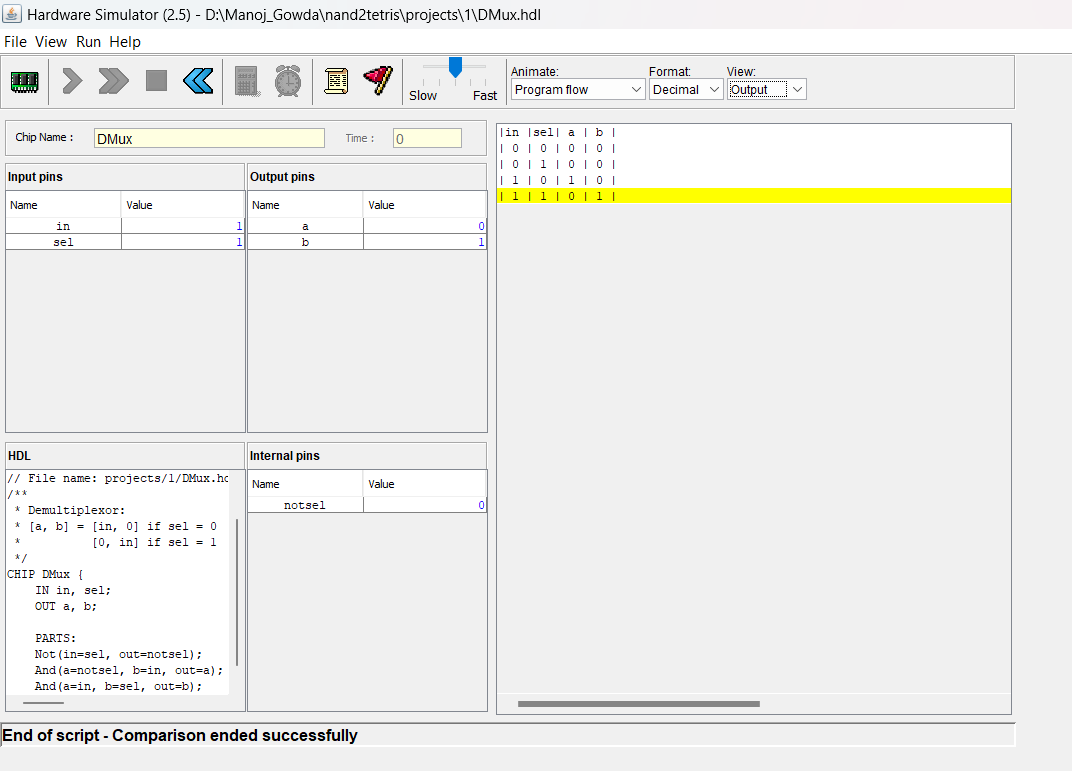 Hardware Simulator (2.5) - D:\Manoj_Gowda\nand2tetris\projects\1\DMux.hdl
File View Run Help
Animate: Format: View:
Slow Fast Program flow Decimal Output
Chip Name : DMux Time : 0
Input pins
Name Value
in 1
sel 1
Output pins
Name Value
a 0
b 1
HDL
// File name: projects/1/DMux.hd
/**
* Demultiplexor:
* [a, b] = [in, 0] if sel = 0
* [0, in] if sel = 1
*/
CHIP DMux {
IN in, sel;
OUT a, b;
PARTS:
Not(in=sel, out=notsel);
And(a=notsel, b=in, out=a);
And(a=in, b=sel, out=b);
Internal pins
Name Value
notsel 0
|in |sel| a | b |
| 0 | 0 | 0 | 0 |
| 0 | 1 | 0 | 0 |
| 1 | 0 | 1 | 0 |
| 1 | 1 | 0 | 1 |
End of script - Comparison ended successfully